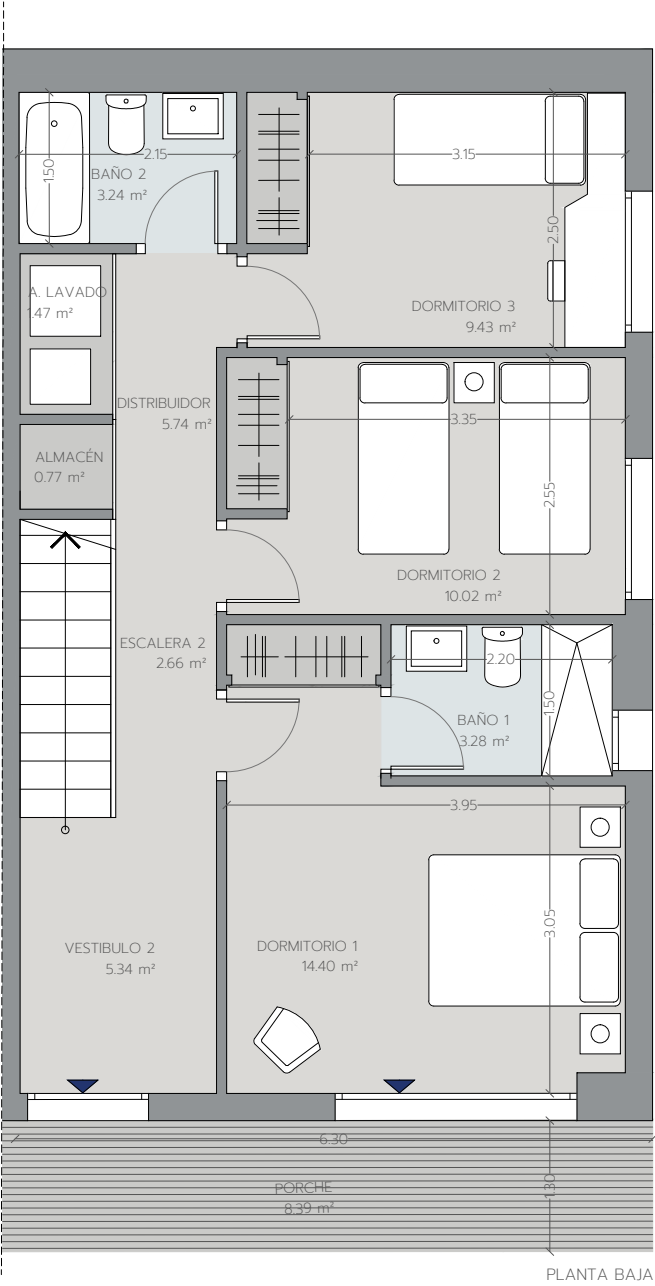 2.15
1.50
BAÑO 2
3.24 m²
3.15
2.50
A. LAVADO
1.47 m²
DORMITORIO 3
9.43 m²
DISTRIBUIDOR
5.74 m²
3.35
ALMACÉN
0.77 m²
2.55
DORMITORIO 2
10.02 m²
ESCALERA 2
2.66 m²
2.20
1.50
BAÑO 1
3.28 m²
3.95
3.05
VESTIBULO 2
5.34 m²
DORMITORIO 1
14.40 m²
6.30
PORCHE
8.39 m²
1.30
PLANTA BAJA